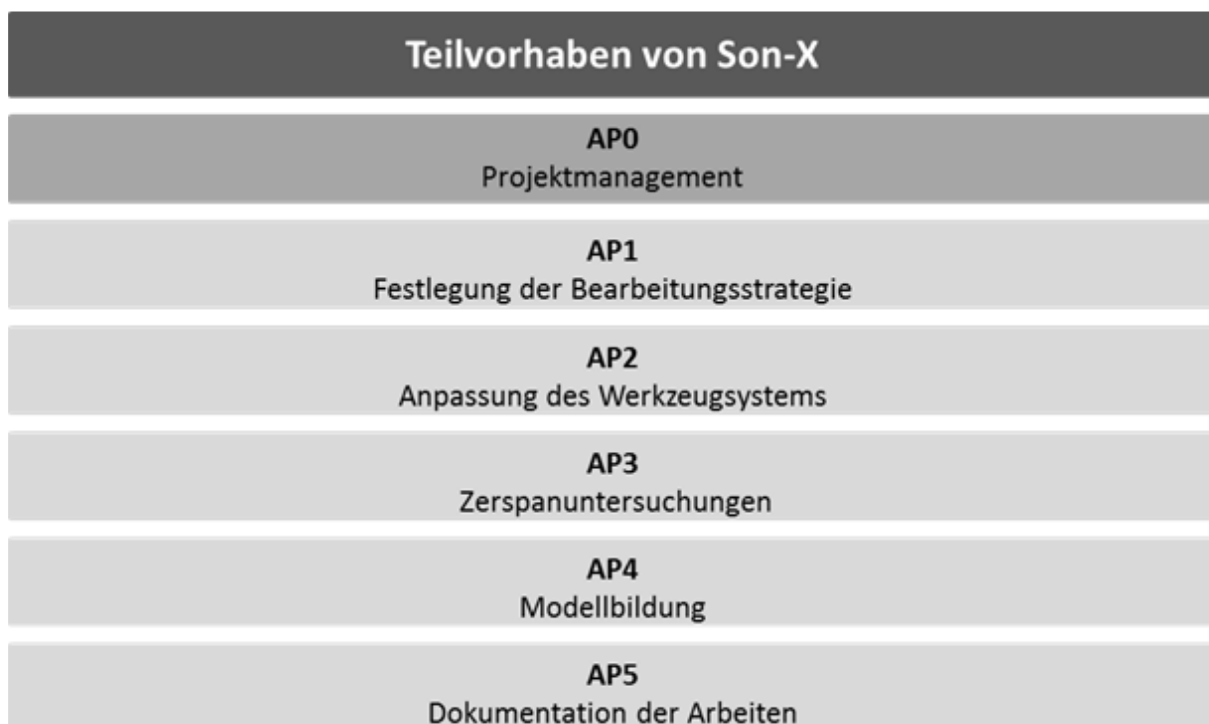 Teilvorhaben von Son-X
AP0
Projektmanagement
AP1
Festlegung der Bearbeitungsstrategie
AP2
Anpassung des Werkzeugsystems
AP3
Zerspanuntersuchungen
AP4
Modellbildung
AP5
Dokumentation der Arbeiten